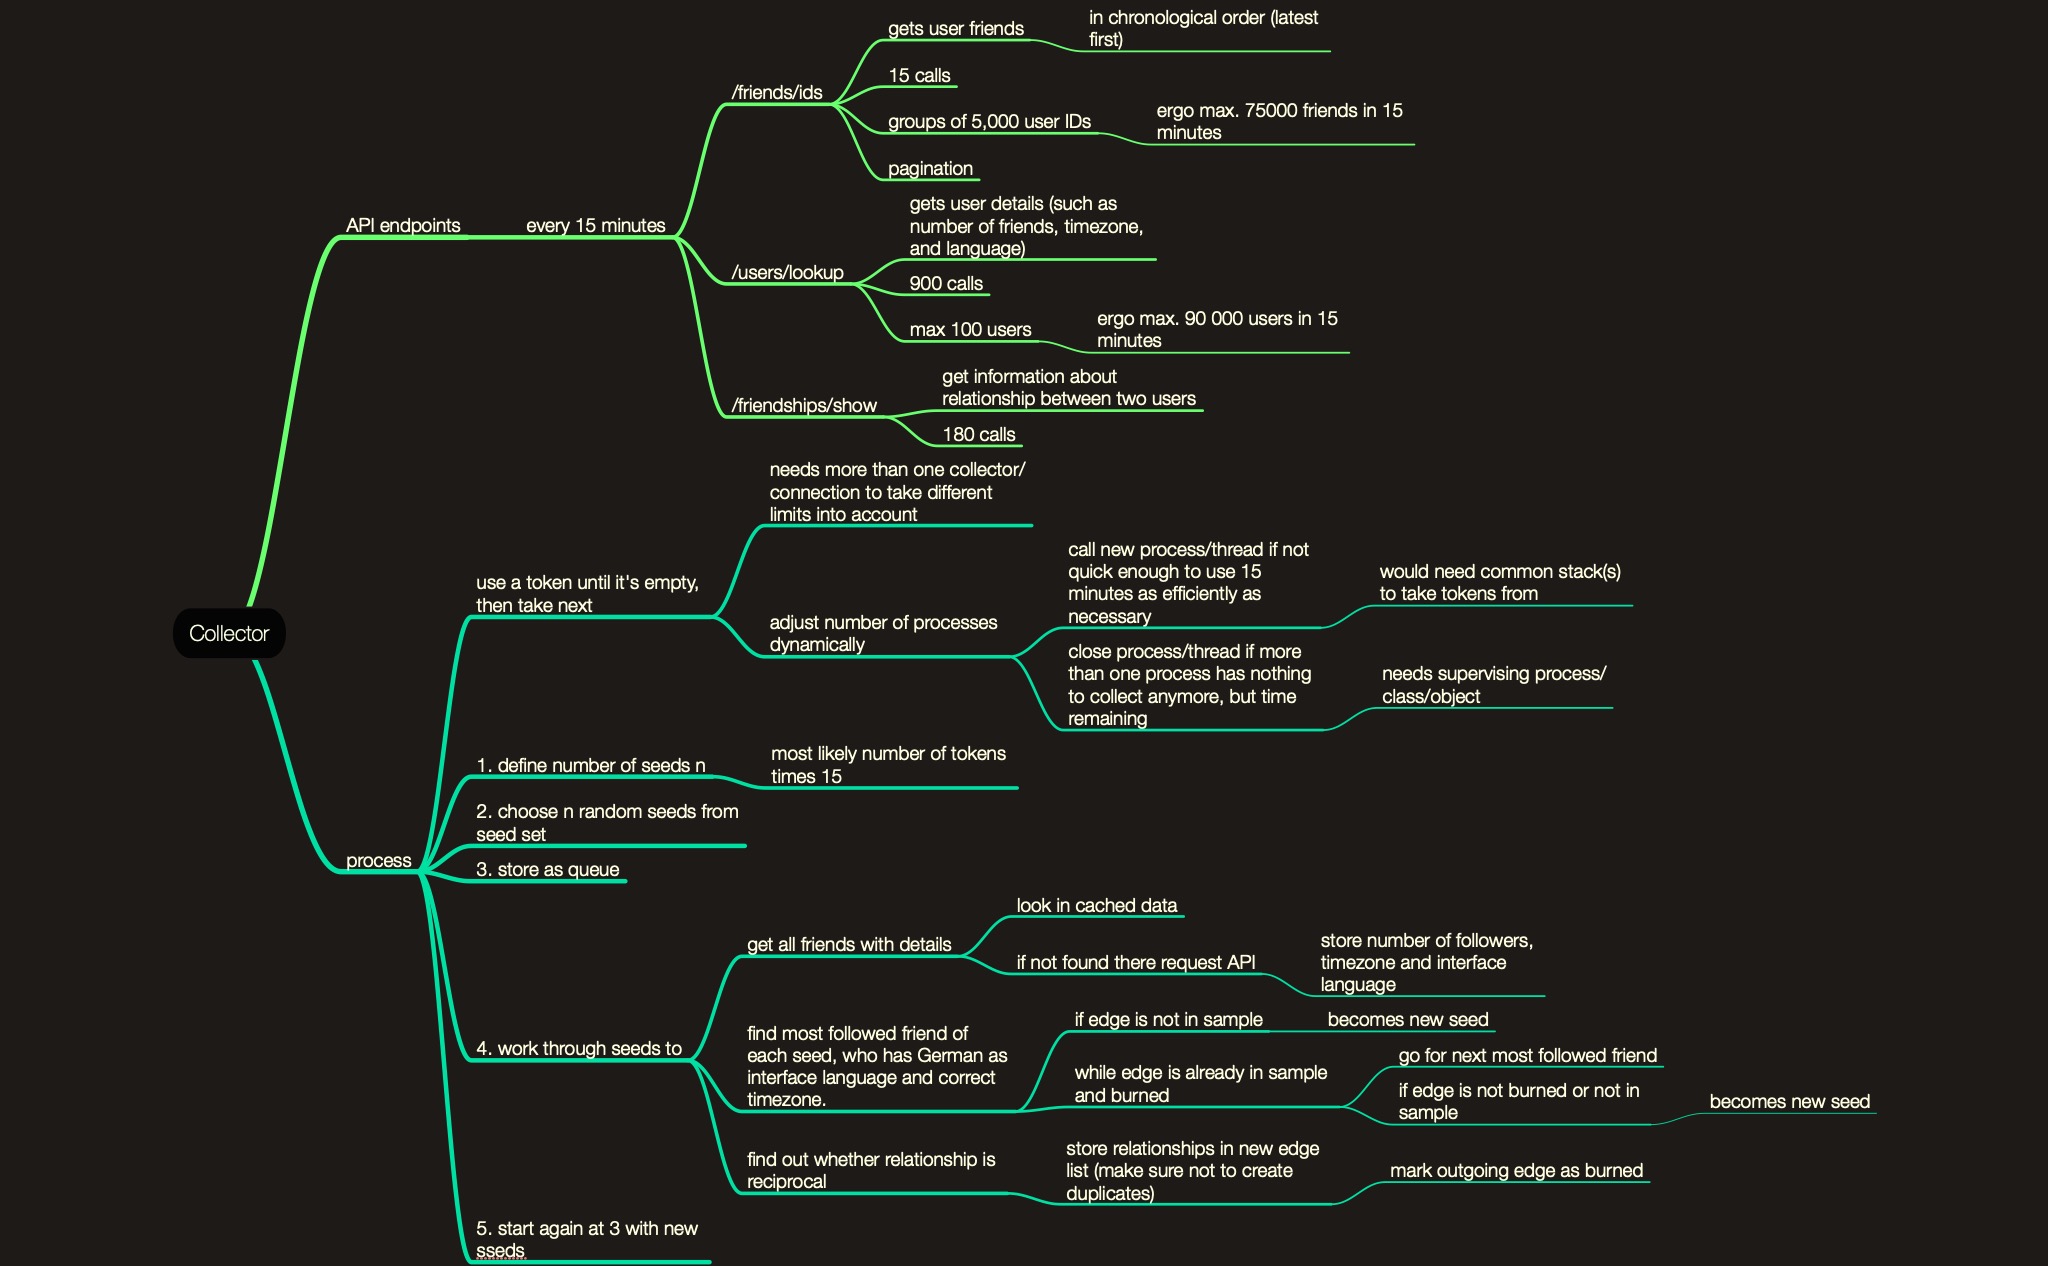 Collector
API endpoints
every 15 minutes
/friends/ids
gets user friends
in chronological order (latest
first)
15 calls
groups of 5,000 user IDs
ergo max. 75000 friends in 15
minutes
pagination
/users/lookup
gets user details (such as
number of friends, timezone,
and language)
900 calls
max 100 users
ergo max. 90 000 users in 15
minutes
/friendships/show
get information about
relationship between two users
180 calls
process
use a token until it's empty,
then take next
needs more than one collector/
connection to take different
limits into account
adjust number of processes
dynamically
call new process/thread if not
quick enough to use 15
minutes as efficiently as
necessary
would need common stack(s)
to take tokens from
close process/thread if more
than one process has nothing
to collect anymore, but time
remaining
needs supervising process/
class/object
1. define number of seeds n
most likely number of tokens
times 15
2. choose n random seeds from
seed set
3. store as queue
4. work through seeds to
get all friends with details
look in cached data
if not found there request API
store number of followers,
timezone and interface
language
find most followed friend of
each seed, who has German as
interface language and correct
timezone.
if edge is not in sample
becomes new seed
while edge is already in sample
and burned
go for next most followed friend
if edge is not burned or not in
sample
becomes new seed
find out whether relationship is
reciprocal
store relationships in new edge
list (make sure not to create
duplicates)
mark outgoing edge as burned
5. start again at 3 with new
sseds